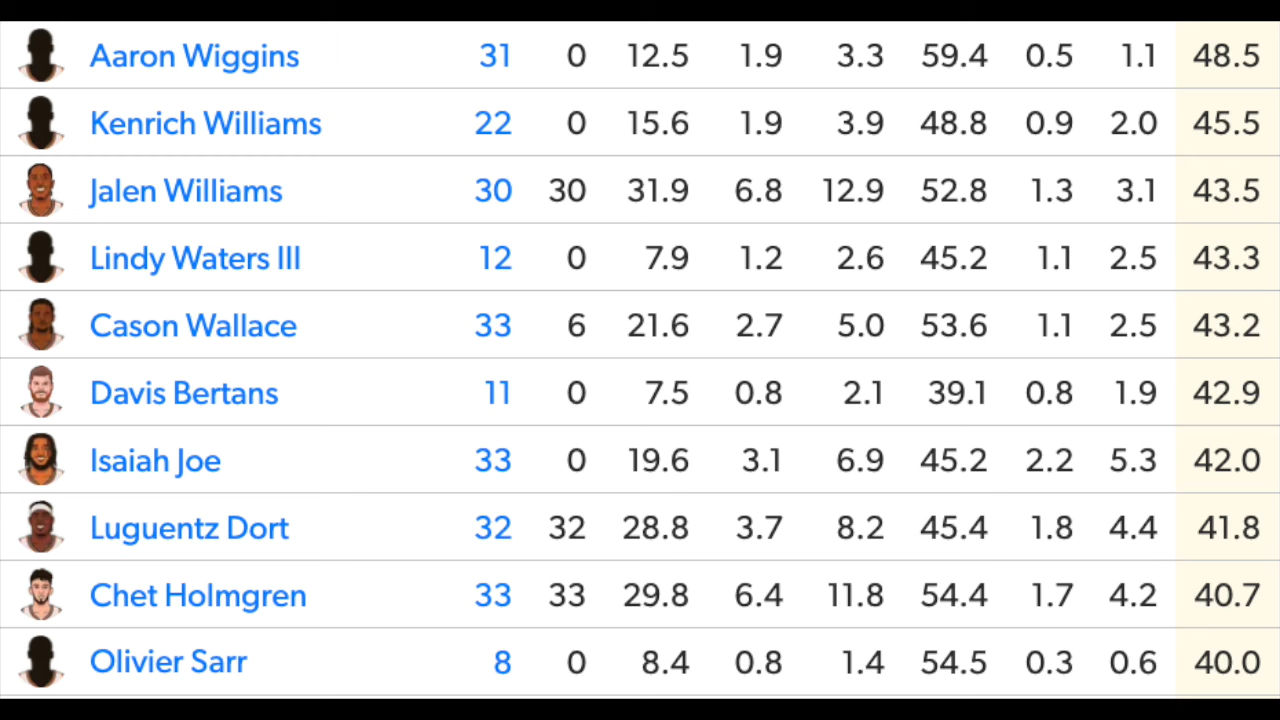 Aaron Wiggins 31 0 12.5 1.9 3.3 59.4 0.5 1.1 48.5
Kenrich Williams 22 0 15.6 1.9 3.9 48.8 0.9 2.0 45.5
Jalen Williams 30 30 31.9 6.8 12.9 52.8 1.3 3.1 43.5
Lindy Waters III 12 0 7.9 1.2 2.6 45.2 1.1 2.5 43.3
Cason Wallace 33 6 21.6 2.7 5.0 53.6 1.1 2.5 43.2
Davis Bertans 11 0 7.5 0.8 2.1 39.1 0.8 1.9 42.9
Isaiah Joe 33 0 19.6 3.1 6.9 45.2 2.2 5.3 42.0
Luguentz Dort 32 32 28.8 3.7 8.2 45.4 1.8 4.4 41.8
Chet Holmgren 33 33 29.8 6.4 11.8 54.4 1.7 4.2 40.7
Olivier Sarr 8 0 8.4 0.8 1.4 54.5 0.3 0.6 40.0